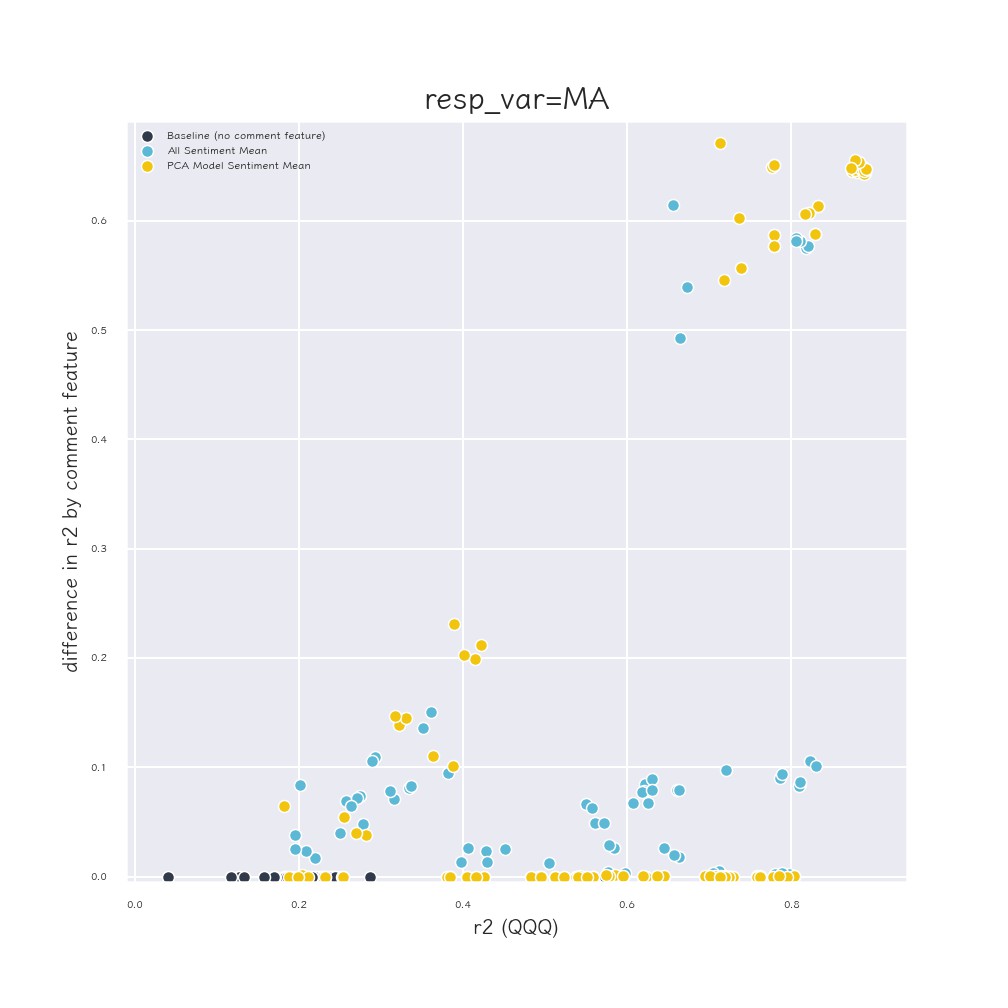 resp_var=MA
Baseline (no comment feature)
All Sentiment Mean
PCA Model Sentiment Mean
difference in r2 by comment feature
0.6
0.5
0.4
0.3
0.2
0.1
0.0
0.0 0.2 0.4 0.6 0.8
r2 (QQQ)